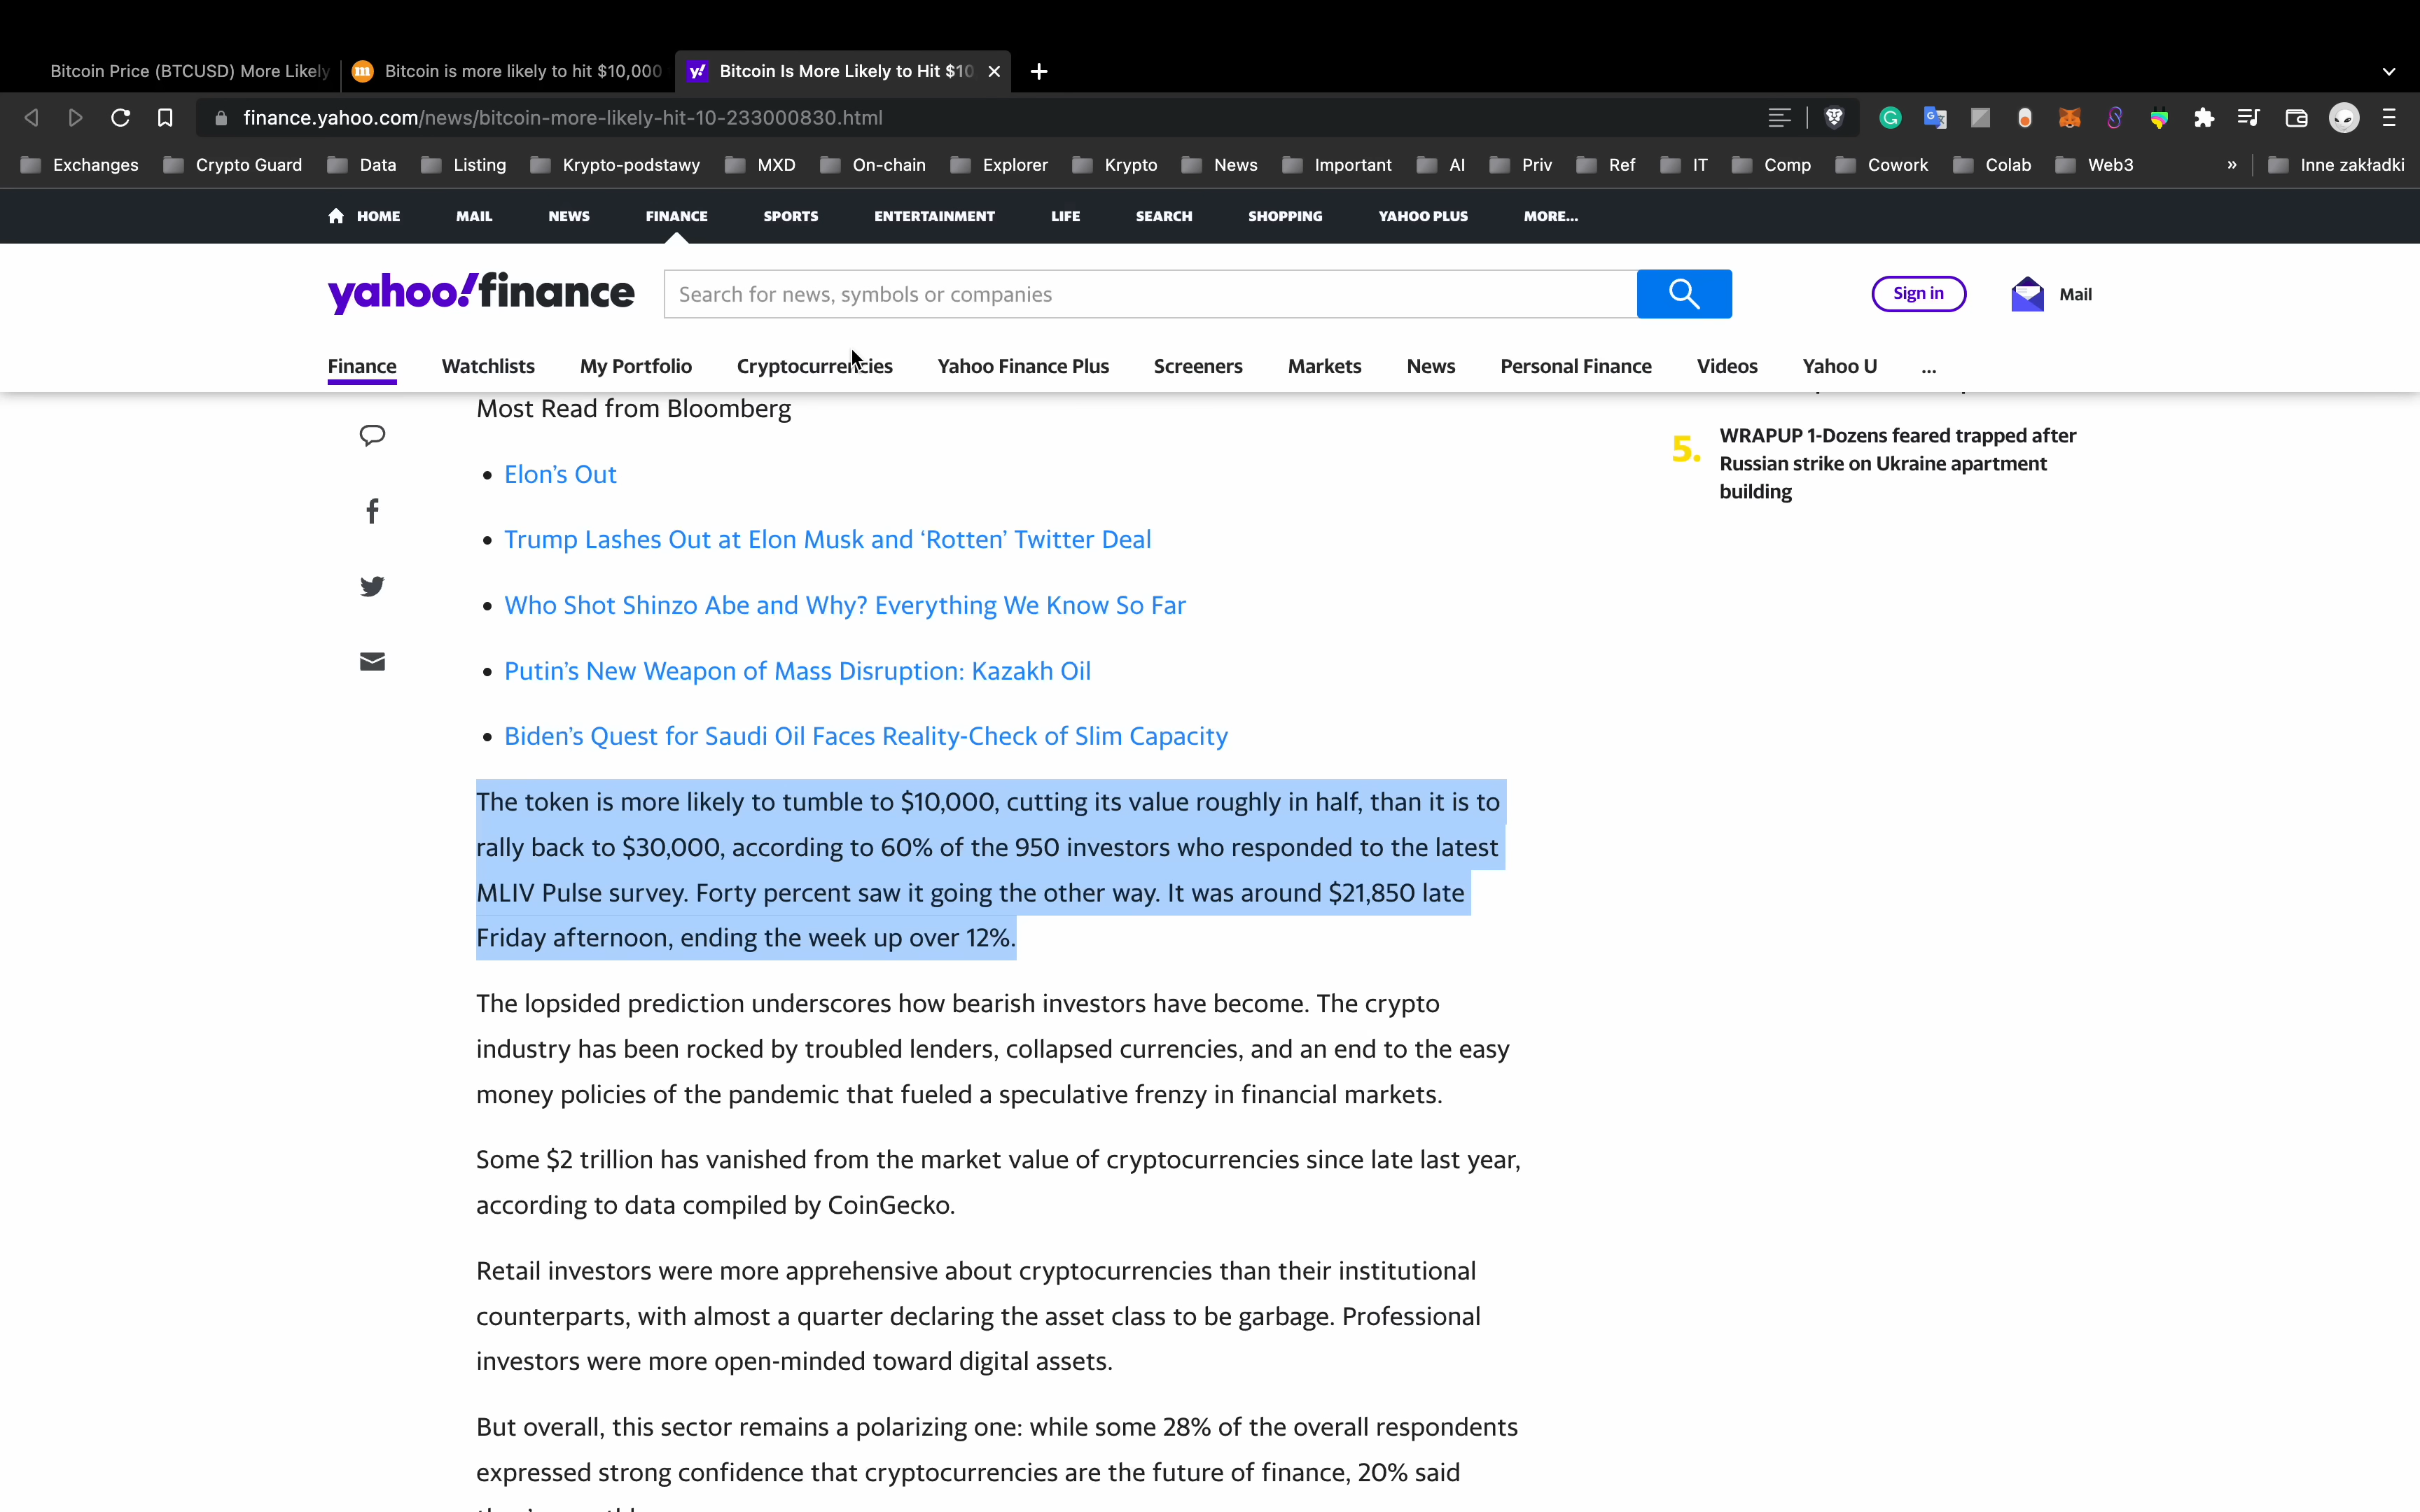 Bitcoin Price (BTCUSD) More Likely
Bitcoin is more likely to hit $10,000
Bitcoin Is More Likely to Hit $10
finance.yahoo.com/news/bitcoin-more-likely-hit-10-233000830.html
Exchanges Crypto Guard Data Listing Krypto-podstawy MXD On-chain Explorer Krypto News Important AI Priv Ref IT Comp Cowork Colab Web3 » Inne zakładki
HOME MAIL NEWS FINANCE SPORTS ENTERTAINMENT LIFE SEARCH SHOPPING YAHOO PLUS MORE...
yahoo!finance
Search for news, symbols or companies
Sign in
Mail
Finance Watchlists My Portfolio Cryptocurrencies Yahoo Finance Plus Screeners Markets News Personal Finance Videos Yahoo U ...
Most Read from Bloomberg
• Elon's Out
• Trump Lashes Out at Elon Musk and ‘Rotten’ Twitter Deal
• Who Shot Shinzo Abe and Why? Everything We Know So Far
• Putin's New Weapon of Mass Disruption: Kazakh Oil
• Biden's Quest for Saudi Oil Faces Reality-Check of Slim Capacity
The token is more likely to tumble to $10,000, cutting its value roughly in half, than it is to
rally back to $30,000, according to 60% of the 950 investors who responded to the latest
MLIV Pulse survey. Forty percent saw it going the other way. It was around $21,850 late
Friday afternoon, ending the week up over 12%.
The lopsided prediction underscores how bearish investors have become. The crypto
industry has been rocked by troubled lenders, collapsed currencies, and an end to the easy
money policies of the pandemic that fueled a speculative frenzy in financial markets.
Some $2 trillion has vanished from the market value of cryptocurrencies since late last year,
according to data compiled by CoinGecko.
Retail investors were more apprehensive about cryptocurrencies than their institutional
counterparts, with almost a quarter declaring the asset class to be garbage. Professional
investors were more open-minded toward digital assets.
But overall, this sector remains a polarizing one: while some 28% of the overall respondents
expressed strong confidence that cryptocurrencies are the future of finance, 20% said
5.
WRAPUP 1-Dozens feared trapped after
Russian strike on Ukraine apartment
building